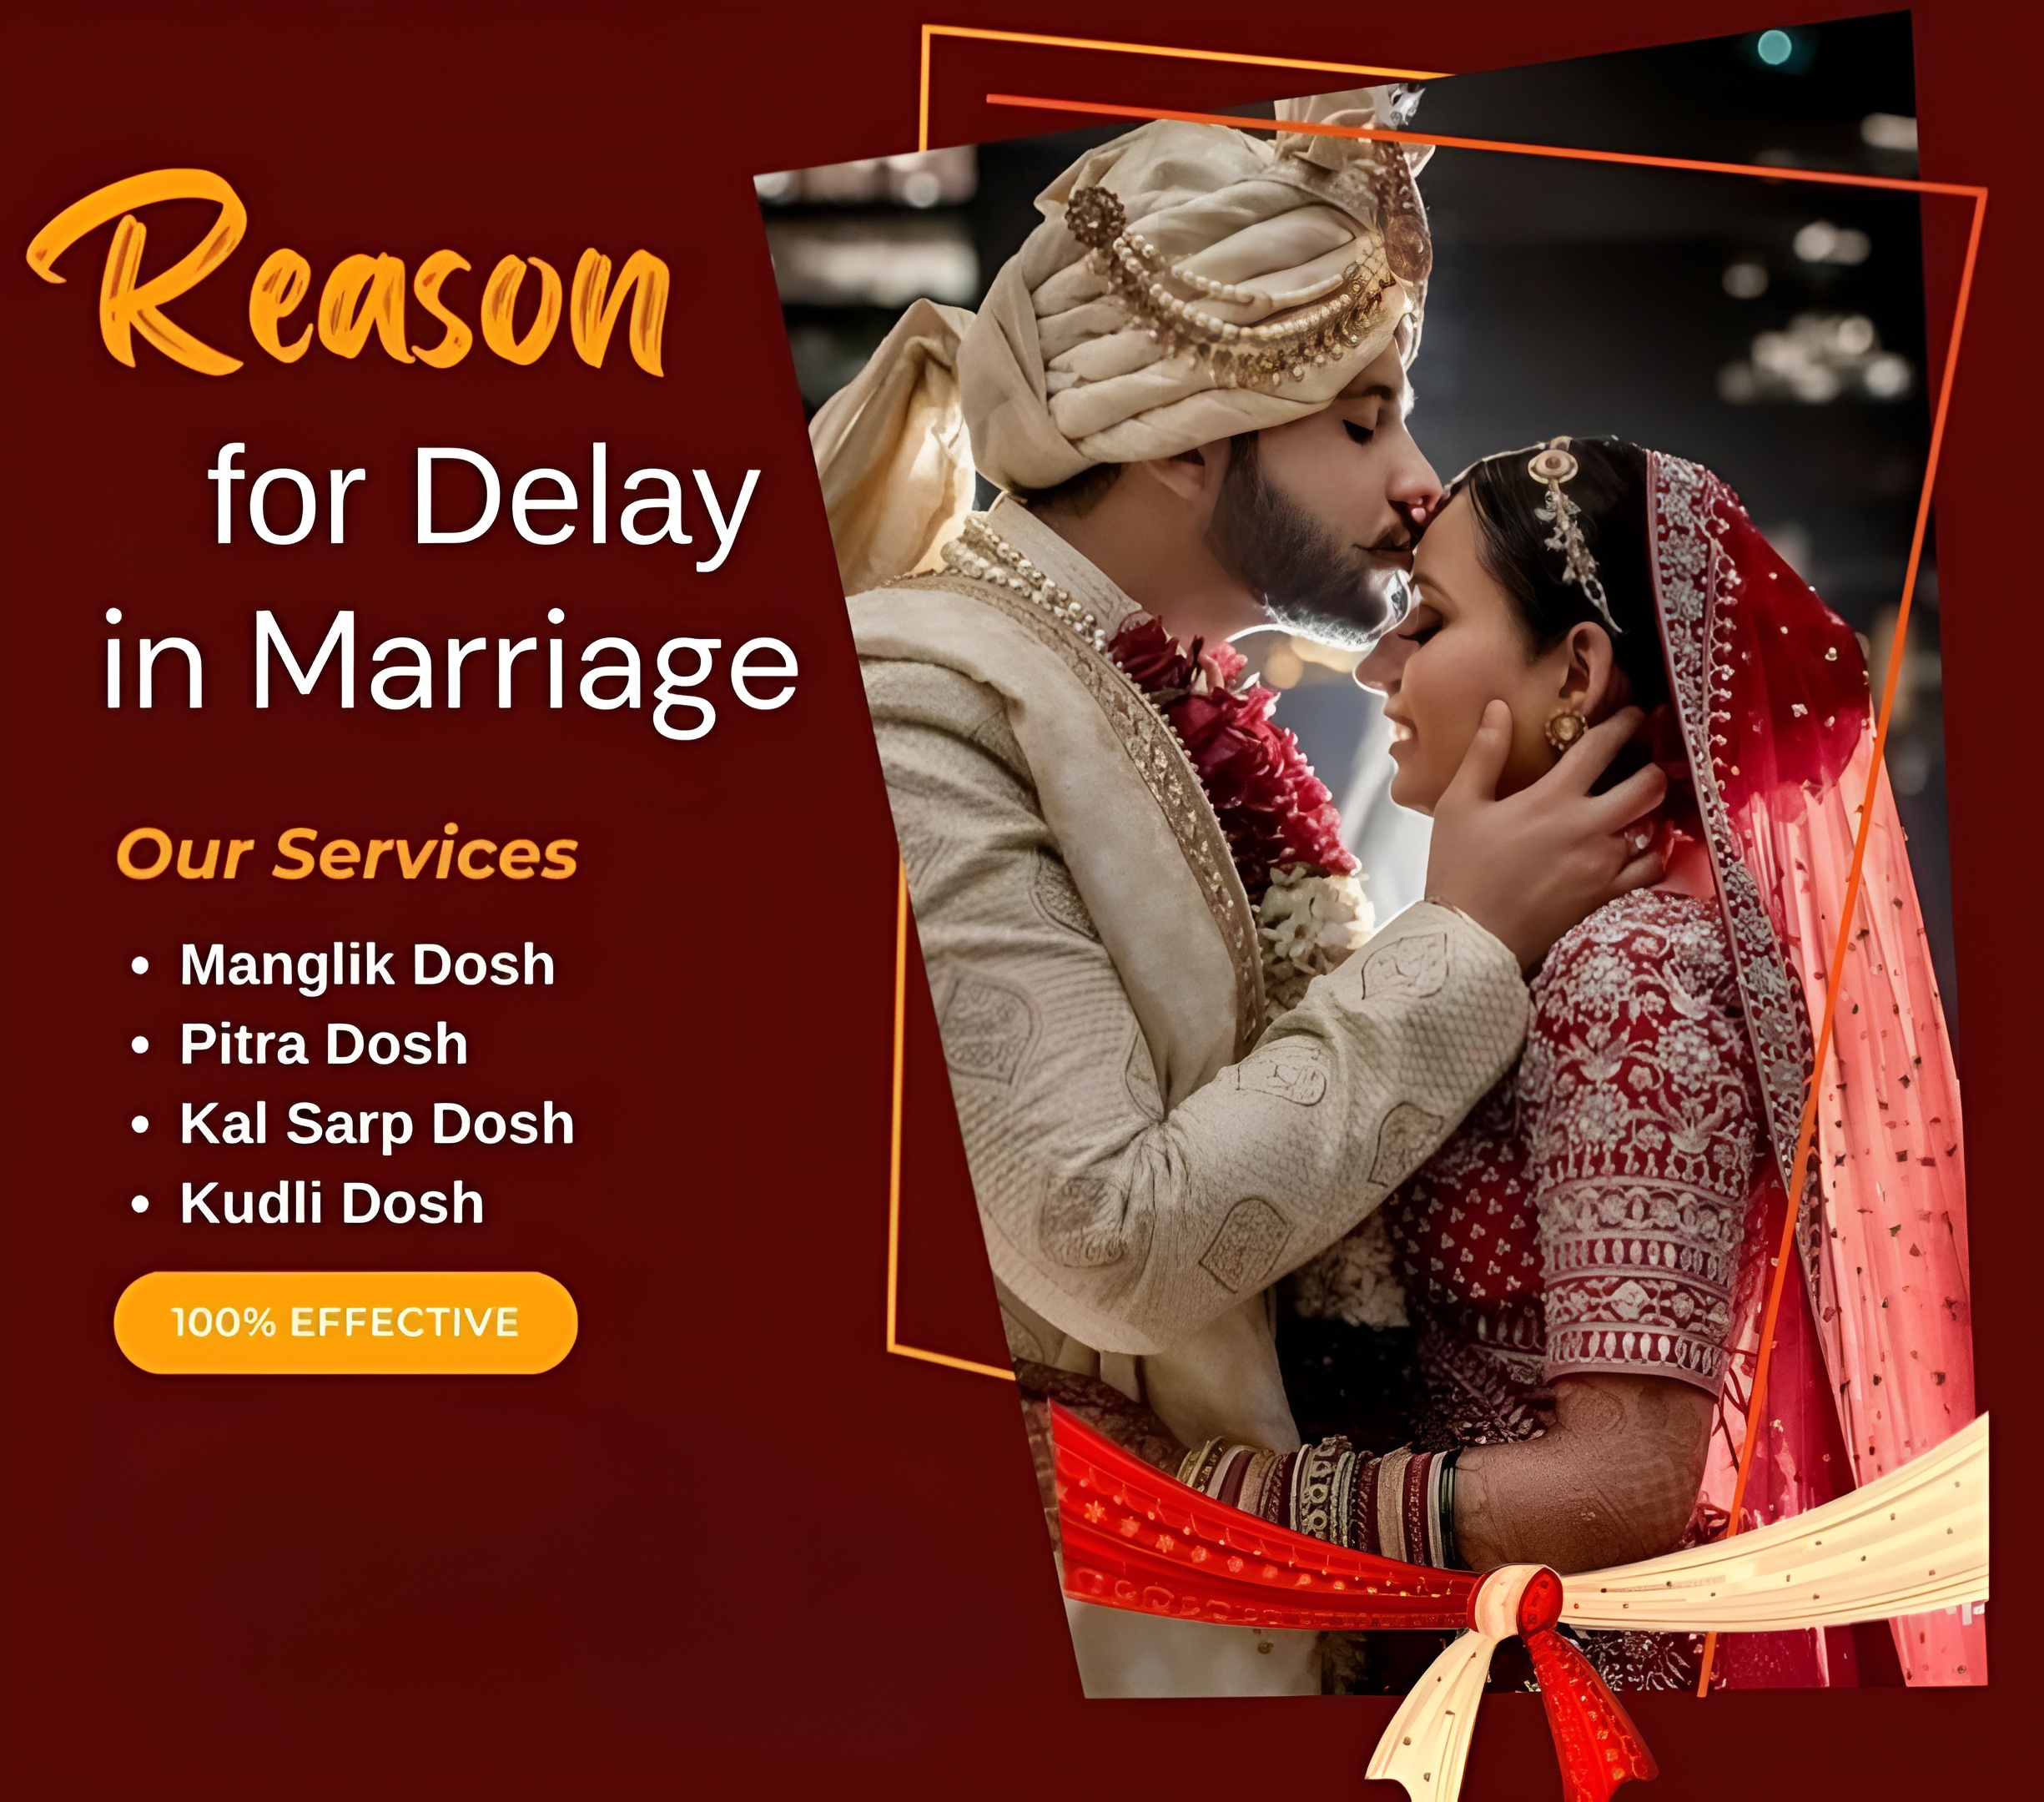 Reason
for Delay
in Marriage
Our Services
• Manglik Dosh
• Pitra Dosh
• Kal Sarp Dosh
• Kudli Dosh
100% EFFECTIVE